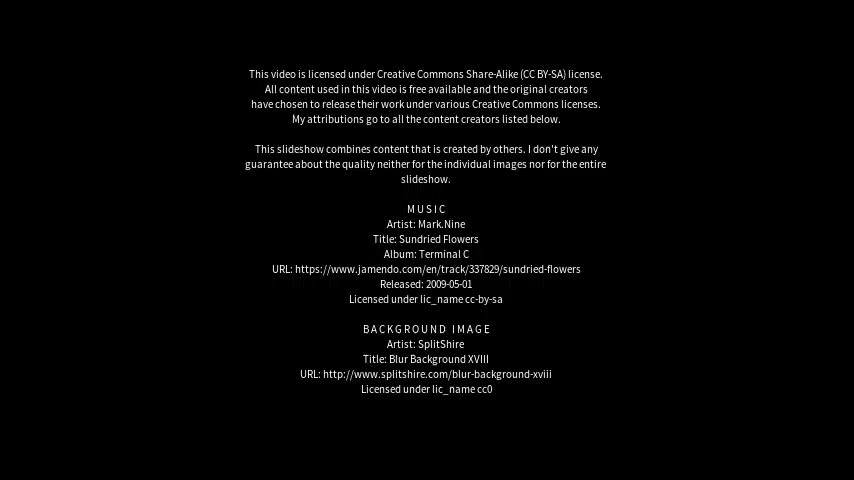 This video is licensed under Creative Commons Share-Alike (CC BY-SA) license.
All content used in this video is free available and the original creators
have chosen to release their work under various Creative Commons licenses.
My attributions go to all the content creators listed below.
This slideshow combines content that is created by others. I don't give any
guarantee about the quality neither for the individual images nor for the entire
slideshow.
MUSIC
Artist: Mark.Nine
Title: Sundried Flowers
Album: Terminal C
URL: https://www.jamendo.com/en/track/337829/sundried-flowers
Released: 2009-05-01
Licensed under lic_name cc-by-sa
BACKGROUND IMAGE
Artist: SplitShire
Title: Blur Background XVIII
URL: http://www.splitshire.com/blur-background-xviii
Licensed under lic_name cc0